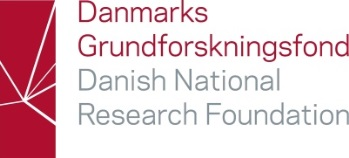 Danmarks
Grundforskningsfond
Danish National
Research Foundation